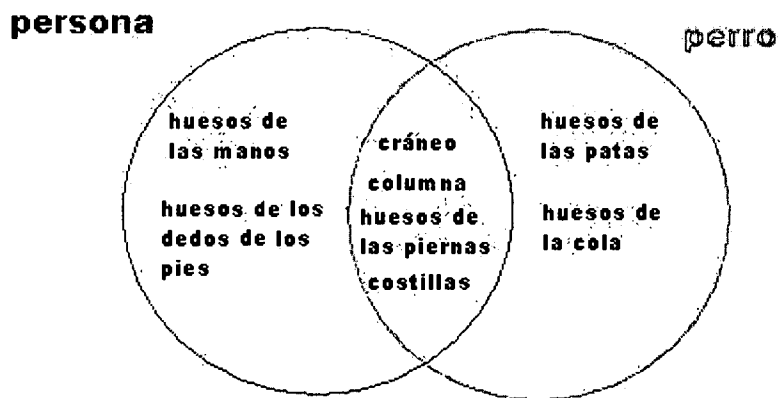 persona
perro
huesos de
las manos
huesos de los
dedos de los
pies
cráneo
columna
huesos de
las piernas
costillas
huesos de
las patas
huesos de
la cola